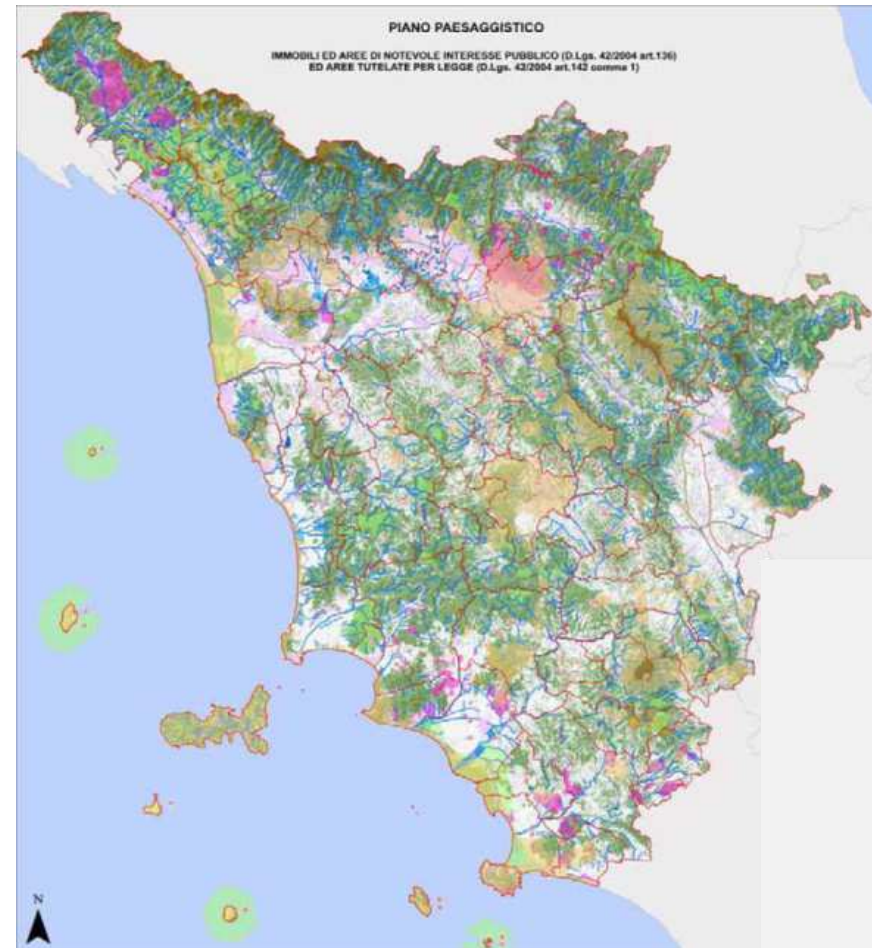 PIANO PAESAGGISTICO
IMMOBILI ED AREE DI NOTEVOLE INTERESSE PUBBLICO (D.Lgs. 42/2004 art.136)
ED AREE TUTELATE PER LEGGE (D.Lgs. 42/2004 art.142 comma 1)
N